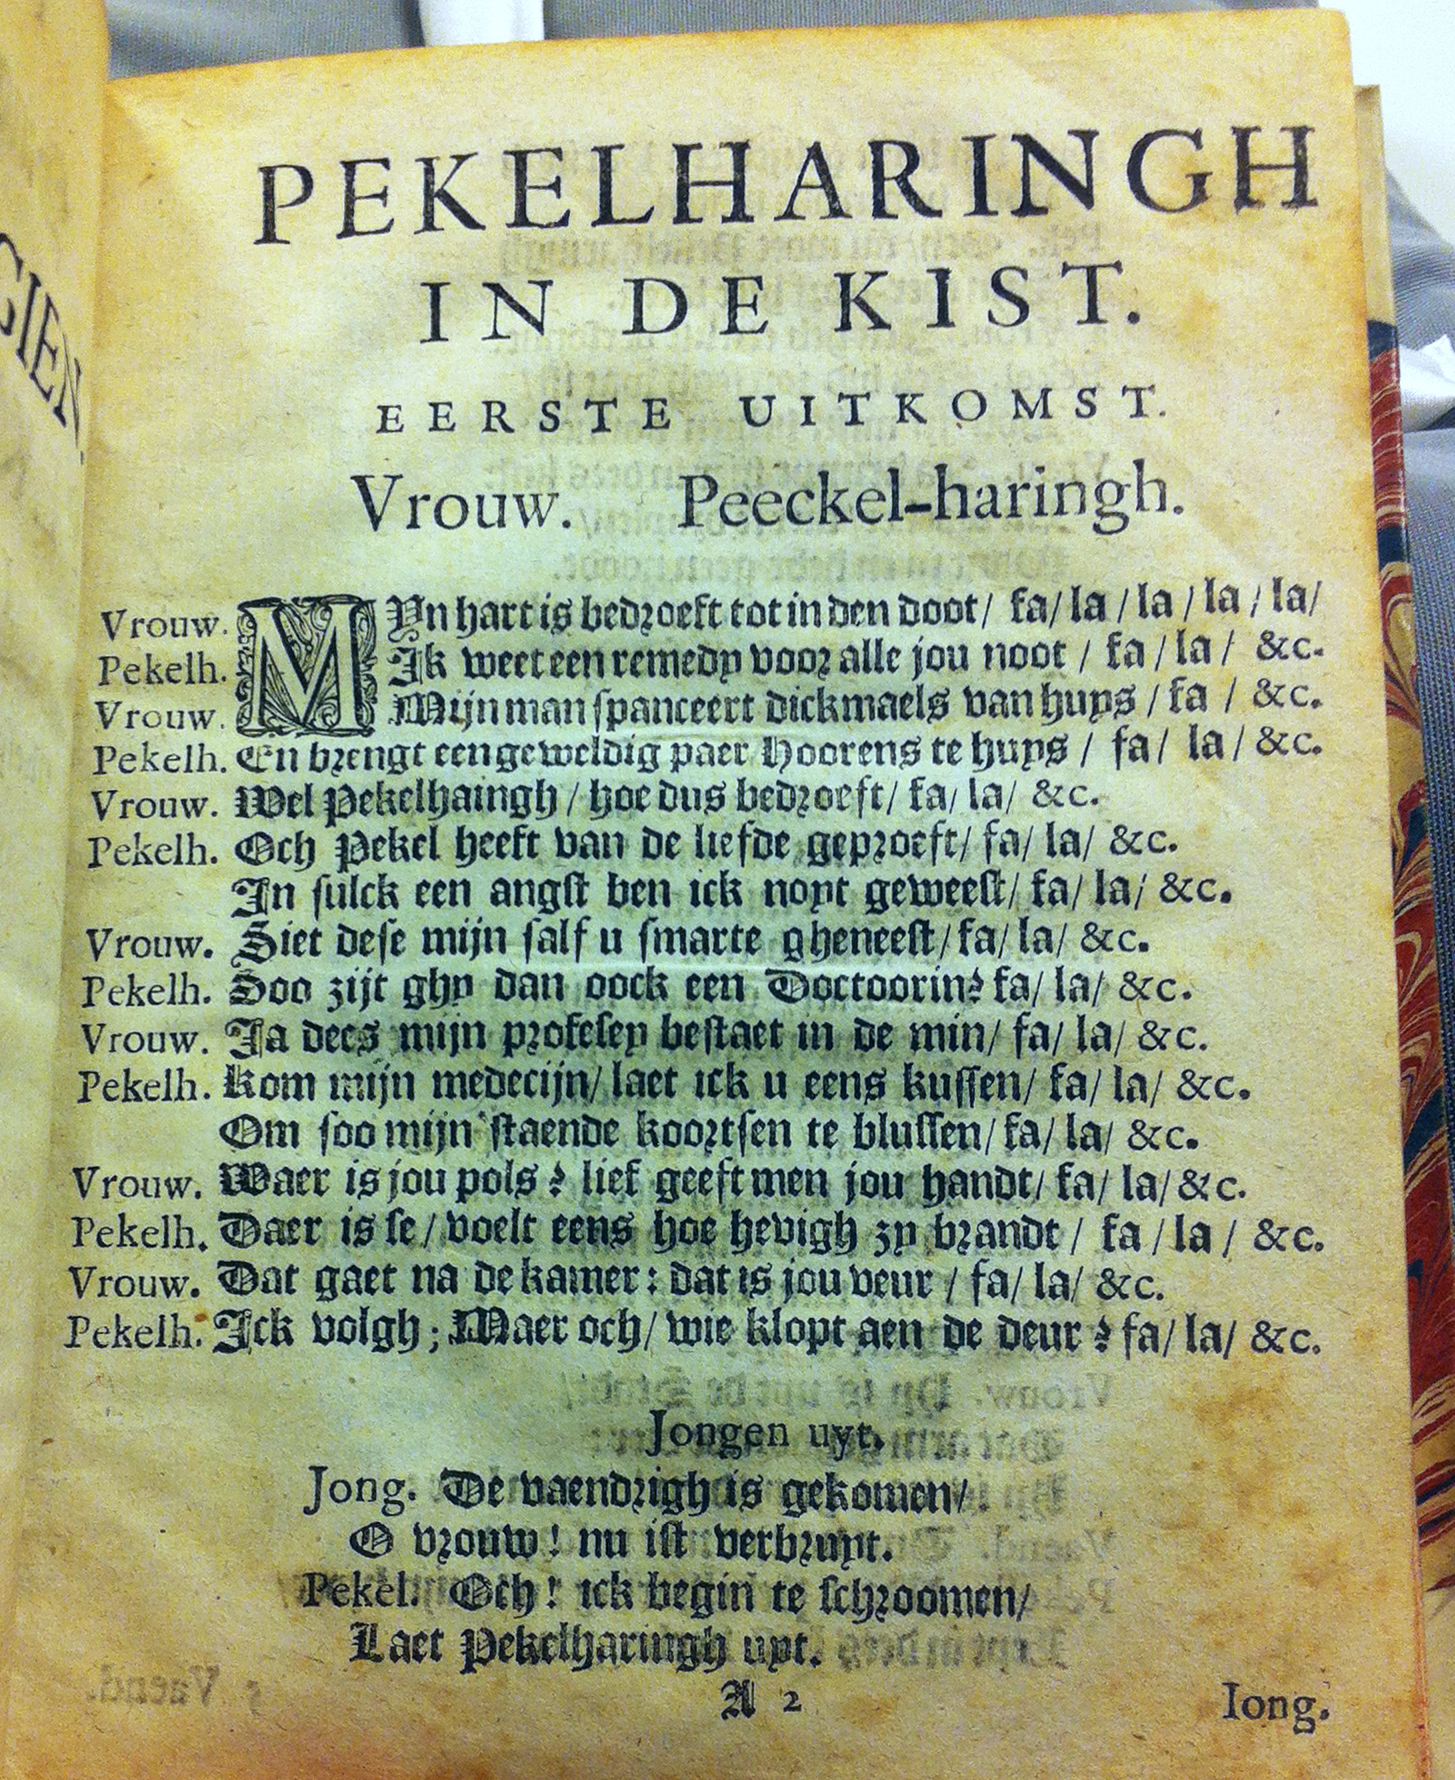 PEKELHARINGH
IN DE KIST.
EERSTE UITKOMST.
Vrouw. Peeckel-haringh.
Vrouw. MYn hart is bedroeft tot in den doot/ fa/ la / la / la / la/
Pekelh. Ik weet een remedy voor alle jou noot / fa / la / &c.
Vrouw. Mijn man spanceert dickmaels van huys / fa / &c.
Pekelh. En brengt een geweldig paer Hoorens te huys / fa / la / &c.
Vrouw. Wel Pekelhaingh / hoe dus bedroeft/ fa/ la/ &c.
Pekelh. Och Pekel heeft van de liefde geproeft/ fa/ la/ &c.
In sulck een angst ben ick noyt geweest/ fa/ la/ &c.
Vrouw. Siet dese mijn salf u smarte gheneest/ fa/ la/ &c.
Pekelh. Soo zijt ghy dan oock een Doctoorin? fa/ la/ &c.
Vrouw. Ja dees mijn profesey bestaet in de min/ fa/ la/ &c.
Pekelh. Kom mijn medecijn/ laet ick u eens kussen/ fa/ la/ &c.
Om soo mijn staende koortsen te blussen/ fa/ la/ &c.
Vrouw. Waer is jou pols? lief geeft men jou handt/ fa/ la/ &c.
Pekelh. Daer is se / voelt eens hoe hevigh zy brandt / fa / la / &c.
Vrouw. Dat gaet na de kamer: dat is jou veur / fa/ la/ &c.
Pekelh. Ick volgh; Maer och/ wie klopt aen de deur? fa/ la/ &c.
Jongen uyt.
Jong. De vaendrigh is gekomen/
O vrouw! nu ist verbruyt.
Pekel. Och! ick begin te schroomen/
Laet Pekelharingh uyt.
A 2
Iong.